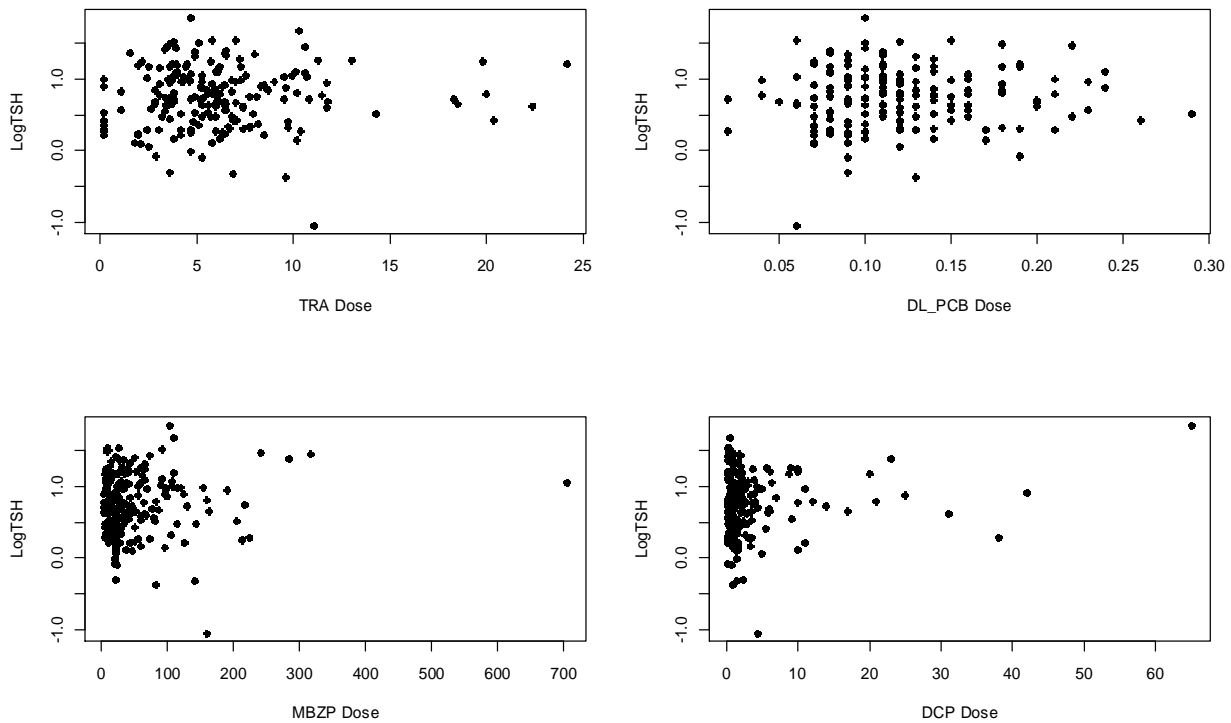 LogTSH
-1.0 0.0 1.0
0 5 10 15 20 25
TRA Dose
LogTSH
-1.0 0.0 1.0
0.05 0.10 0.15 0.20 0.25 0.30
DL_PCB Dose
LogTSH
-1.0 0.0 1.0
0 100 200 300 400 500 600 700
MBZP Dose
LogTSH
-1.0 0.0 1.0
0 10 20 30 40 50 60
DCP Dose